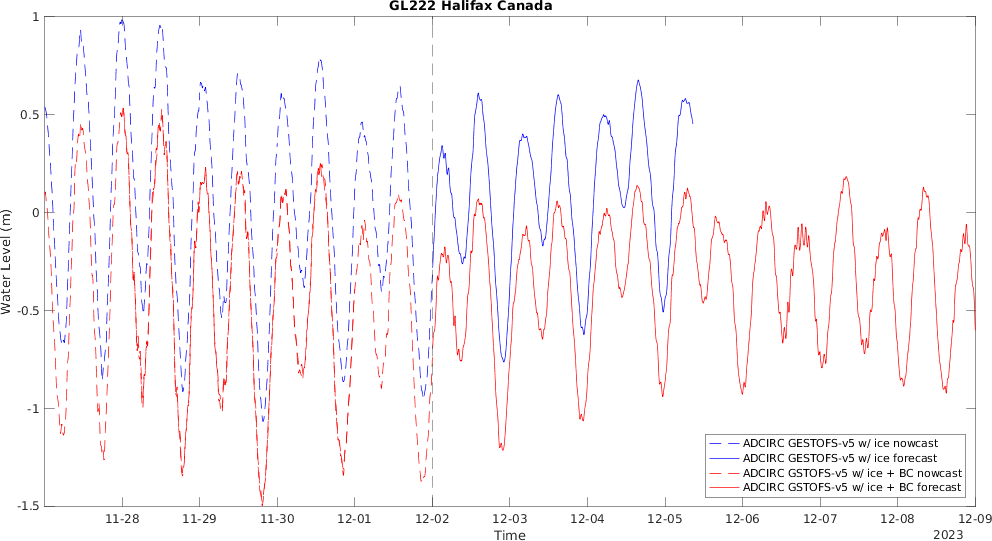 GL222 Halifax Canada
Water Level (m)
1
0.5
0
-0.5
-1
-1.5
ADCIRC GESTOFS-v5 w/ ice nowcast
ADCIRC GESTOFS-v5 w/ ice forecast
ADCIRC GSTOFS-v5 w/ ice + BC nowcast
ADCIRC GSTOFS-v5 w/ ice + BC forecast
11-28 11-29 11-30 12-01 12-02 12-03 12-04 12-05 12-06 12-07 12-08 12-09
Time
2023